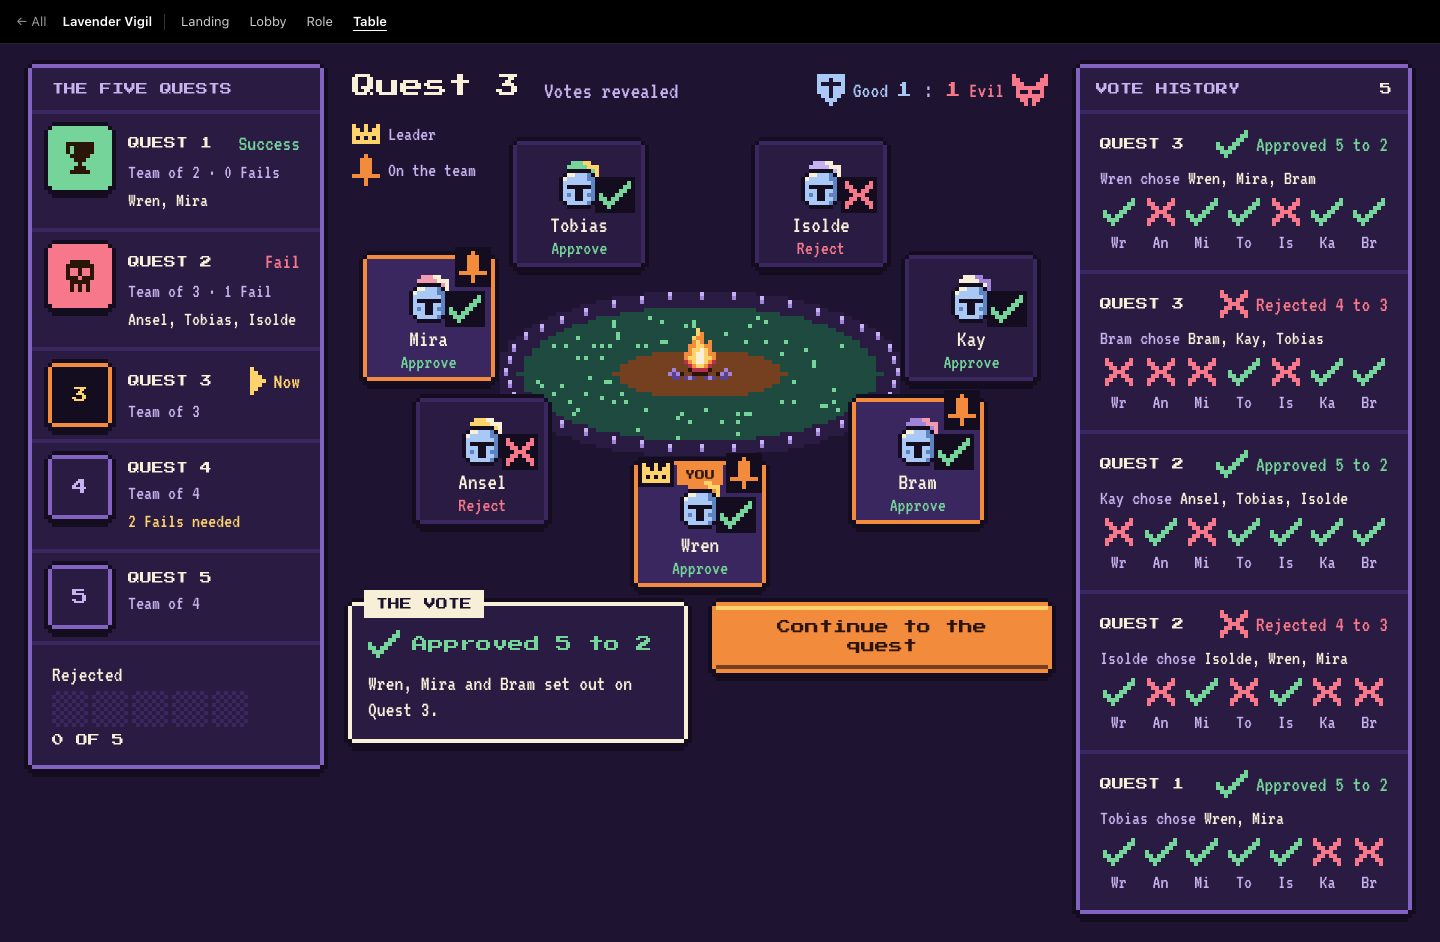 ← All Lavender Vigil Landing Lobby Role Table
THE FIVE QUESTS
QUEST 1 Success
Team of 2 · 0 Fails
Wren, Mira
QUEST 2 Fail
Team of 3 · 1 Fail
Ansel, Tobias, Isolde
3 QUEST 3 Now
Team of 3
4 QUEST 4
Team of 4
2 Fails needed
5 QUEST 5
Team of 4
Rejected
0 OF 5
Quest 3 Votes revealed Good 1 : 1 Evil
Leader
On the team
Tobias
Approve
Isolde
Reject
Mira
Approve
Kay
Approve
Ansel
Reject
Bram
Approve
YOU
Wren
Approve
THE VOTE
Approved 5 to 2
Wren, Mira and Bram set out on
Quest 3.
Continue to the
quest
VOTE HISTORY 5
QUEST 3 Approved 5 to 2
Wren chose Wren, Mira, Bram
Wr An Mi To Is Ka Br
QUEST 3 Rejected 4 to 3
Bram chose Bram, Kay, Tobias
Wr An Mi To Is Ka Br
QUEST 2 Approved 5 to 2
Kay chose Ansel, Tobias, Isolde
Wr An Mi To Is Ka Br
QUEST 2 Rejected 4 to 3
Isolde chose Isolde, Wren, Mira
Wr An Mi To Is Ka Br
QUEST 1 Approved 5 to 2
Tobias chose Wren, Mira
Wr An Mi To Is Ka Br